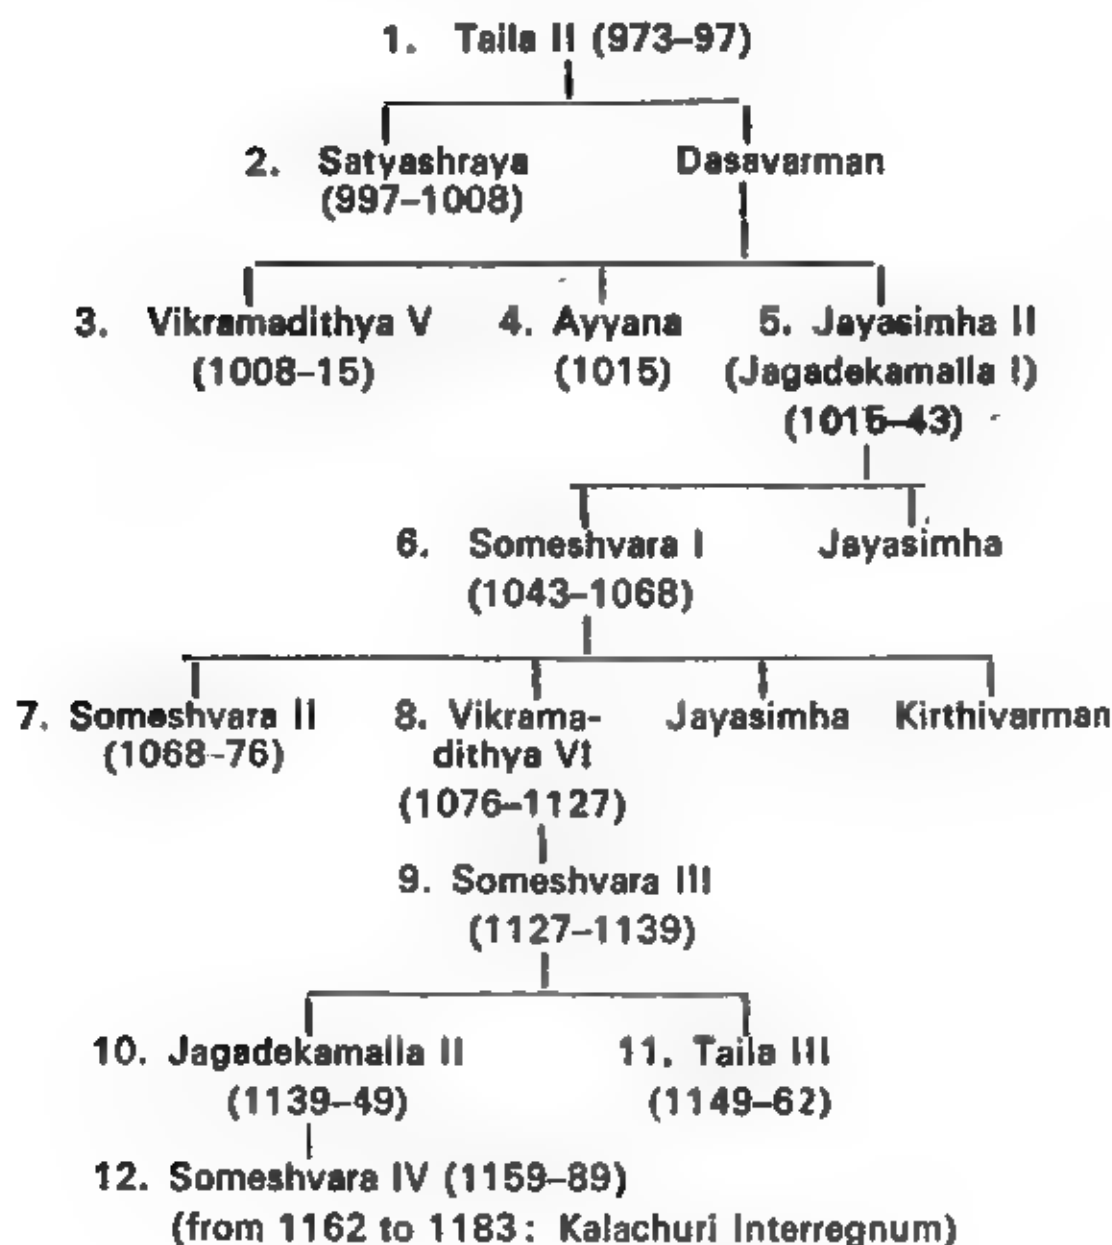 1. Taila II (973–97)
2. Satyashraya Dasavarman
(997–1008)
3. Vikramadithya V 4. Ayyana 5. Jayasimha II
(1008–15) (1015) (Jagadekamalla I)
(1015–43)
6. Someshvara I Jayasimha
(1043–1068)
7. Someshvara II 8. Vikrama- Jayasimha Kirthivarman
(1068–76) dithya VI
(1076–1127)
9. Someshvara III
(1127–1139)
10. Jagadekamalla II 11. Taila III
(1139–49) (1149–62)
12. Someshvara IV (1159–89)
(from 1162 to 1183: Kalachuri Interregnum)